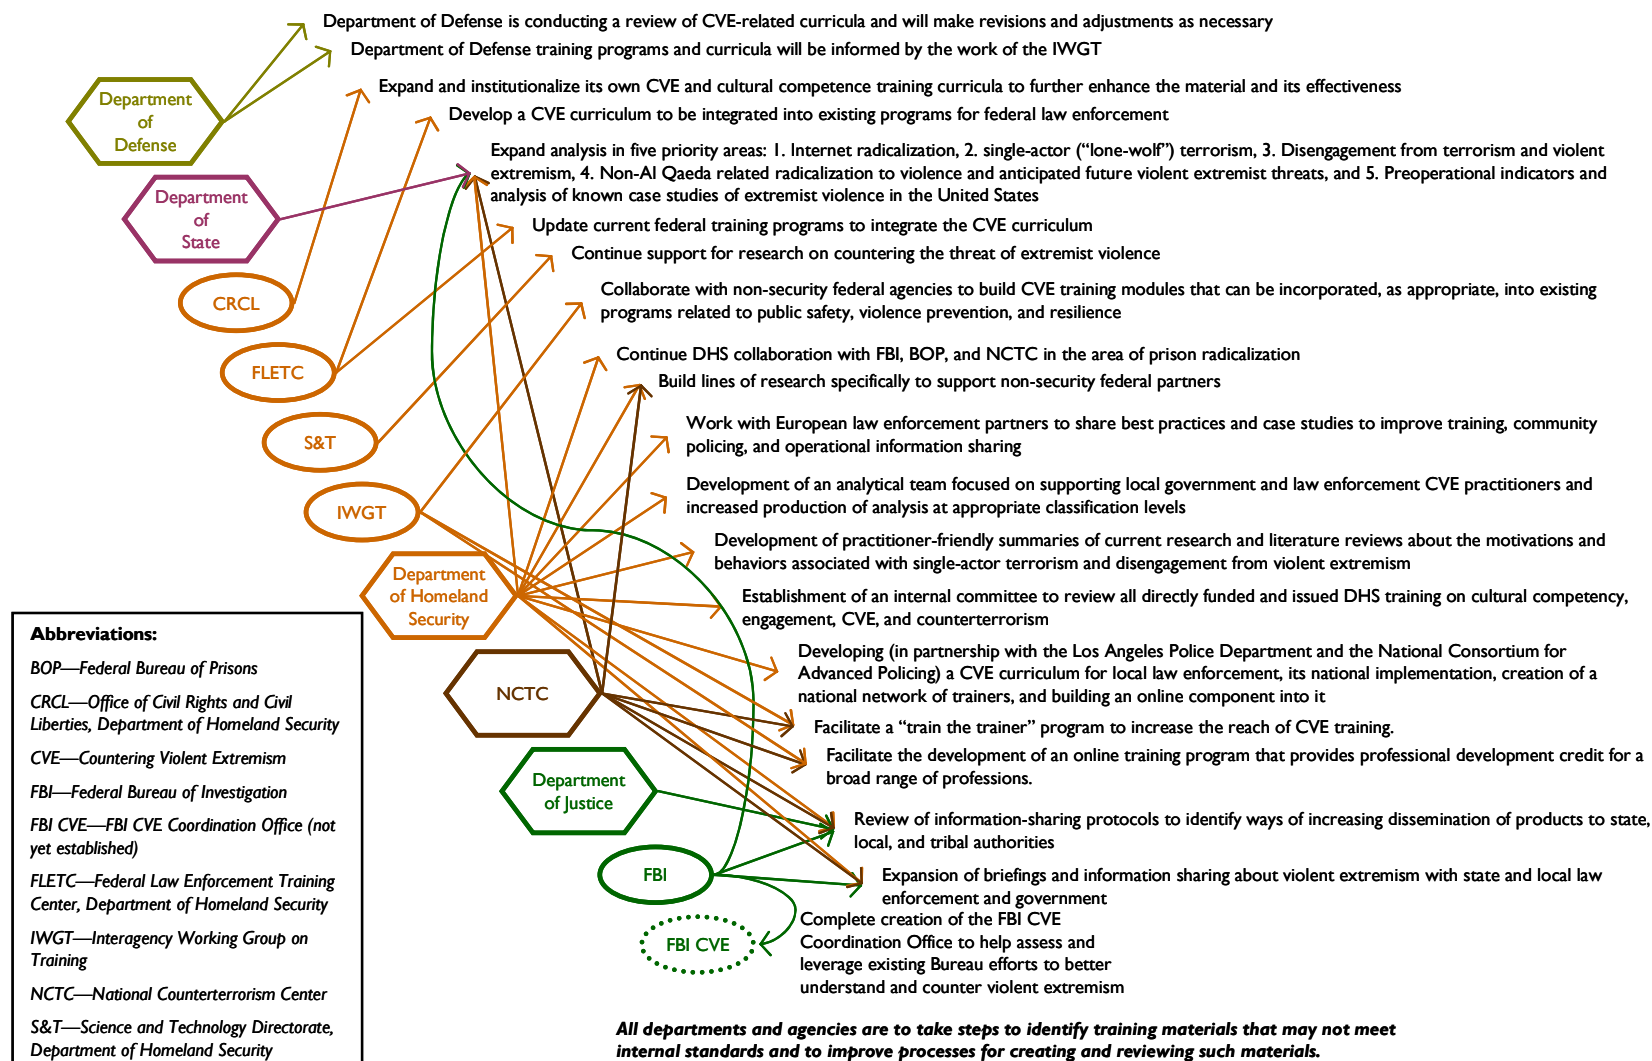 Department of Defense is conducting a review of CVE-related curricula and will make revisions and adjustments as necessary
Department of Defense training programs and curricula will be informed by the work of the IWGT
Department
of
Defense
Expand and institutionalize its own CVE and cultural competence training curricula to further enhance the material and its effectiveness
Develop a CVE curriculum to be integrated into existing programs for federal law enforcement
Expand analysis in five priority areas: 1. Internet radicalization, 2. single-actor (“lone-wolf”) terrorism, 3. Disengagement from terrorism and violent
extremism, 4. Non-Al Qaeda related radicalization to violence and anticipated future violent extremist threats, and 5. Preoperational indicators and
analysis of known case studies of extremist violence in the United States
Department
of
State
Update current federal training programs to integrate the CVE curriculum
Continue support for research on countering the threat of extremist violence
CRCL
Collaborate with non-security federal agencies to build CVE training modules that can be incorporated, as appropriate, into existing
programs related to public safety, violence prevention, and resilience
FLETC
Continue DHS collaboration with FBI, BOP, and NCTC in the area of prison radicalization
Build lines of research specifically to support non-security federal partners
S&T
Work with European law enforcement partners to share best practices and case studies to improve training, community
policing, and operational information sharing
IWGT
Development of an analytical team focused on supporting local government and law enforcement CVE practitioners and
increased production of analysis at appropriate classification levels
Development of practitioner-friendly summaries of current research and literature reviews about the motivations and
behaviors associated with single-actor terrorism and disengagement from violent extremism
Department
of Homeland
Security
Establishment of an internal committee to review all directly funded and issued DHS training on cultural competency,
engagement, CVE, and counterterrorism
Developing (in partnership with the Los Angeles Police Department and the National Consortium for
Advanced Policing) a CVE curriculum for local law enforcement, its national implementation, creation of a
national network of trainers, and building an online component into it
NCTC
Facilitate a “train the trainer” program to increase the reach of CVE training.
Facilitate the development of an online training program that provides professional development credit for a
broad range of professions.
Department
of Justice
Review of information-sharing protocols to identify ways of increasing dissemination of products to state,
local, and tribal authorities
FBI
Expansion of briefings and information sharing about violent extremism with state and local law
enforcement and government
FBI CVE
Complete creation of the FBI CVE
Coordination Office to help assess and
leverage existing Bureau efforts to better
understand and counter violent extremism
Abbreviations:
BOP—Federal Bureau of Prisons
CRCL—Office of Civil Rights and Civil
Liberties, Department of Homeland Security
CVE—Countering Violent Extremism
FBI—Federal Bureau of Investigation
FBI CVE—FBI CVE Coordination Office (not
yet established)
FLETC—Federal Law Enforcement Training
Center, Department of Homeland Security
IWGT—Interagency Working Group on
Training
NCTC—National Counterterrorism Center
S&T—Science and Technology Directorate,
Department of Homeland Security
All departments and agencies are to take steps to identify training materials that may not meet
internal standards and to improve processes for creating and reviewing such materials.